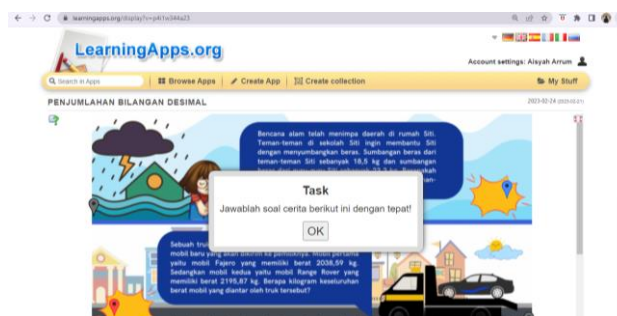 learningapps.org/display?v=p4i1v344a23
LearningApps.org
Account settings: Aisyah Arrum
Search in Apps
Browse Apps
Create App
Create collection
My Stuff
PENJUMLAHAN BILANGAN DESIMAL
2023-02-24
Bencana alam telah menimpa daerah di rumah Siti.
Teman-teman di sekolah Siti ingin membantu Siti
dengan menyumbangkan beras. Sumbangan beras dari
teman-teman Siti sebanyak 18,5 kg dan sumbangan
Task
Jawablah soal cerita berikut ini dengan tepat!
OK
Sebuah
mobil
yaitu mobil Fajero yang memiliki berat 2038,59 kg.
Sedangkan mobil kedua yaitu mobil Range Rover yang
memiliki berat 2195,87 kg. Berapa kilogram keseluruhan
berat mobil yang diantar oleh truk tersebut?